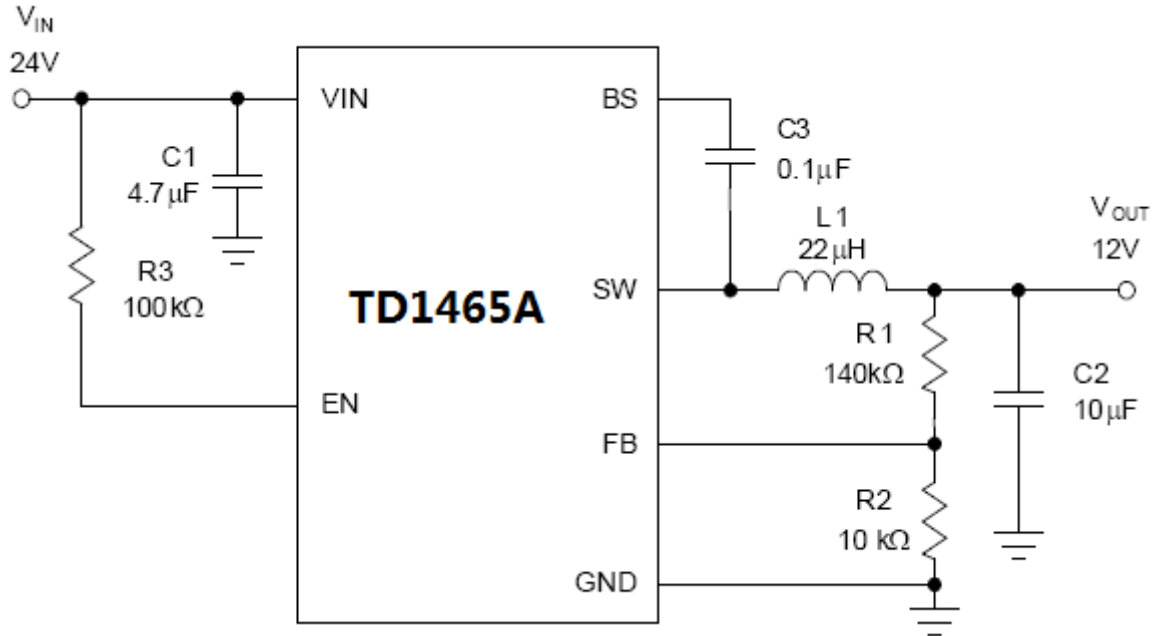 VIN
24V
VIN
BS
C3
0.1μF
C1
4.7μF
VOUT
12V
L1
22μH
R3
100kΩ
SW
TD1465A
R1
140kΩ
C2
10μF
EN
FB
R2
10 kΩ
GND